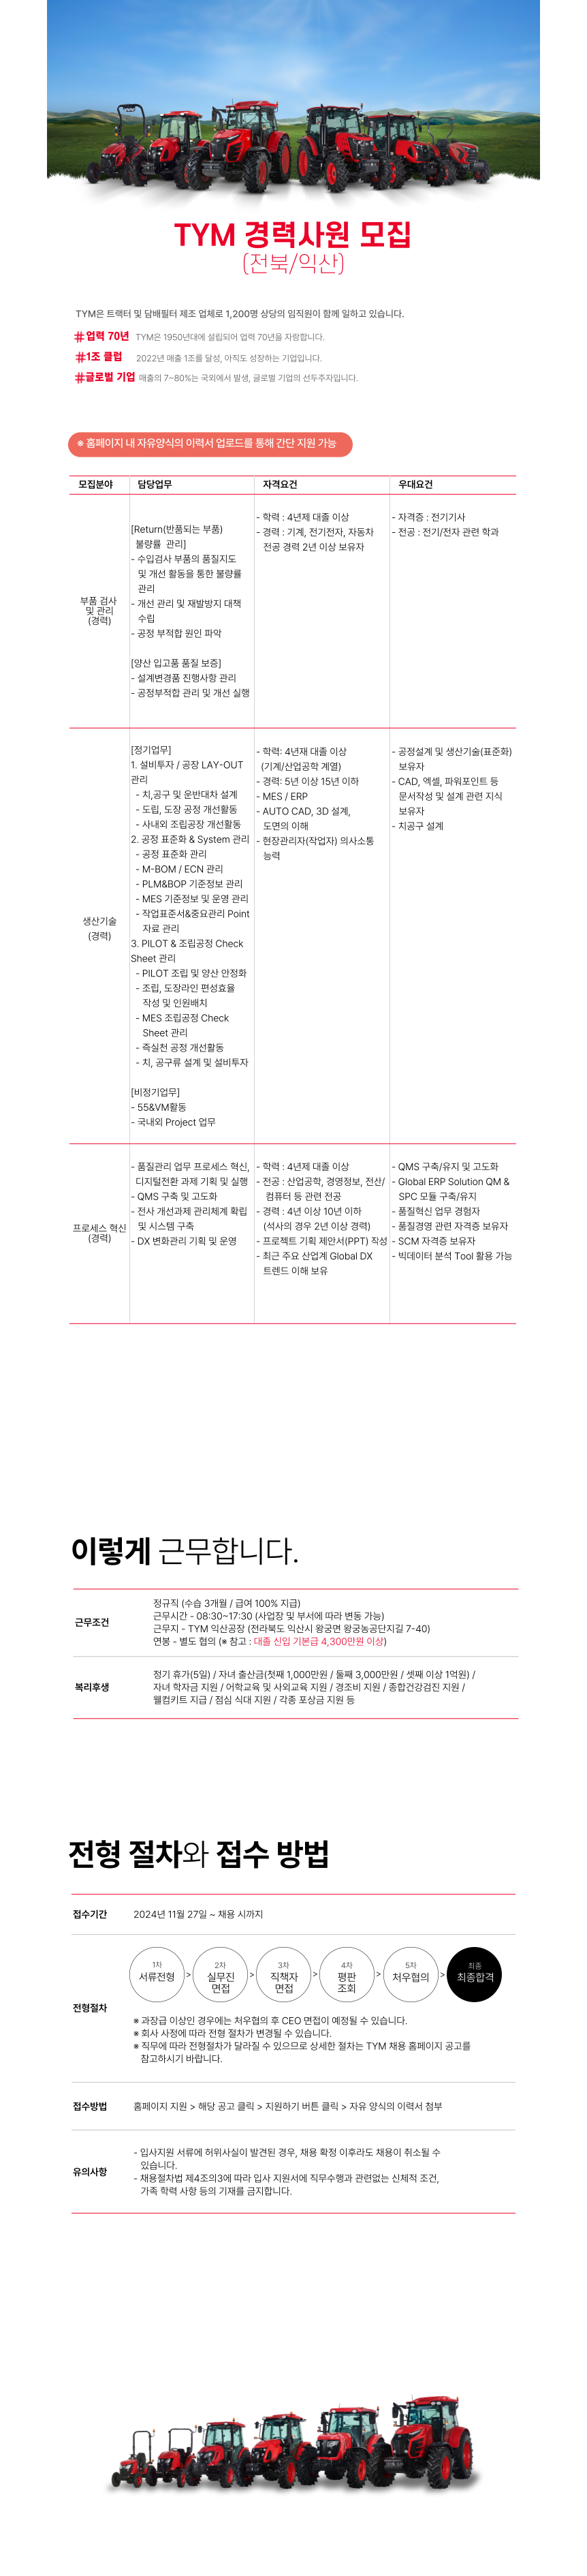 TYM 경력사원 모집
(전북/익산)
TYM은 트랙터 및 담배필터 제조 업체로 1,200명 상당의 임직원이 함께 일하고 있습니다.
#업력 70년 TYM은 1950년대에 설립되어 업력 70년을 자랑합니다.
#1조 클럽 2022년 매출 1조를 달성, 아직도 성장하는 기업입니다.
#글로벌 기업 매출의 7~80%는 국외에서 발생, 글로벌 기업의 선두주자입니다.
※ 홈페이지 내 자유양식의 이력서 업로드를 통해 간단 지원 가능
모집분야 담당업무 자격요건 우대요건
부품 검사
및 관리
(경력)
[Return(반품되는 부품)
불량률 관리]
- 수입검사 부품의 품질지도
및 개선 활동을 통한 불량률
관리
- 개선 관리 및 재발방지 대책
수립
- 공정 부적합 원인 파악
[양산 입고품 품질 보증]
- 설계변경품 진행사항 관리
- 공정부적합 관리 및 개선 실행
- 학력 : 4년제 대졸 이상
- 경력 : 기계, 전기전자, 자동차
전공 경력 2년 이상 보유자
- 자격증 : 전기기사
- 전공 : 전기/전자 관련 학과
생산기술
(경력)
[정기업무]
1. 설비투자 / 공장 LAY-OUT
관리
- 치,공구 및 운반대차 설계
- 도립, 도장 공정 개선활동
- 사내외 조립공장 개선활동
2. 공정 표준화 & System 관리
- 공정 표준화 관리
- M-BOM / ECN 관리
- PLM&BOP 기준정보 관리
- MES 기준정보 및 운영 관리
- 작업표준서&중요관리 Point
자료 관리
3. PILOT & 조립공정 Check
Sheet 관리
- PILOT 조립 및 양산 안정화
- 조립, 도장라인 편성효율
작성 및 인원배치
- MES 조립공정 Check
Sheet 관리
- 즉실천 공정 개선활동
- 치, 공구류 설계 및 설비투자
[비정기업무]
- 55&VM활동
- 국내외 Project 업무
- 학력: 4년재 대졸 이상
(기계/산업공학 계열)
- 경력: 5년 이상 15년 이하
- MES / ERP
- AUTO CAD, 3D 설계,
도면의 이해
- 현장관리자(작업자) 의사소통
능력
- 공정설계 및 생산기술(표준화)
보유자
- CAD, 엑셀, 파워포인트 등
문서작성 및 설계 관련 지식
보유자
- 치공구 설계
프로세스 혁신
(경력)
- 품질관리 업무 프로세스 혁신,
디지털전환 과제 기획 및 실행
- QMS 구축 및 고도화
- 전사 개선과제 관리체계 확립
및 시스템 구축
- DX 변화관리 기획 및 운영
- 학력 : 4년제 대졸 이상
- 전공 : 산업공학, 경영정보, 전산/
컴퓨터 등 관련 전공
- 경력 : 4년 이상 10년 이하
(석사의 경우 2년 이상 경력)
- 프로젝트 기획 제안서(PPT) 작성
- 최근 주요 산업계 Global DX
트렌드 이해 보유
- QMS 구축/유지 및 고도화
- Global ERP Solution QM &
SPC 모듈 구축/유지
- 품질혁신 업무 경험자
- 품질경영 관련 자격증 보유자
- SCM 자격증 보유자
- 빅데이터 분석 Tool 활용 가능
이렇게 근무합니다.
근무조건
정규직 (수습 3개월 / 급여 100% 지급)
근무시간 - 08:30~17:30 (사업장 및 부서에 따라 변동 가능)
근무지 - TYM 익산공장 (전라북도 익산시 왕궁면 왕궁농공단지길 7-40)
연봉 - 별도 협의 (※ 참고 : 대졸 신입 기본급 4,300만원 이상)
복리후생
정기 휴가(5일) / 자녀 출산금(첫째 1,000만원 / 둘째 3,000만원 / 셋째 이상 1억원) /
자녀 학자금 지원 / 어학교육 및 사외교육 지원 / 경조비 지원 / 종합건강검진 지원 /
웰컴키트 지급 / 점심 식대 지원 / 각종 포상금 지원 등
전형 절차와 접수 방법
접수기간 2024년 11월 27일 ~ 채용 시까지
전형절차
1차
서류전형
>
2차
실무진
면접
>
3차
직책자
면접
>
4차
평판
조회
>
5차
처우협의
>
최종
최종합격
※ 과장급 이상인 경우에는 처우협의 후 CEO 면접이 예정될 수 있습니다.
※ 회사 사정에 따라 전형 절차가 변경될 수 있습니다.
※ 직무에 따라 전형절차가 달라질 수 있으므로 상세한 절차는 TYM 채용 홈페이지 공고를
참고하시기 바랍니다.
접수방법 홈페이지 지원 > 해당 공고 클릭 > 지원하기 버튼 클릭 > 자유 양식의 이력서 첨부
유의사항
- 입사지원 서류에 허위사실이 발견된 경우, 채용 확정 이후라도 채용이 취소될 수
있습니다.
- 채용절차법 제4조의3에 따라 입사 지원서에 직무수행과 관련없는 신체적 조건,
가족 학력 사항 등의 기재를 금지합니다.